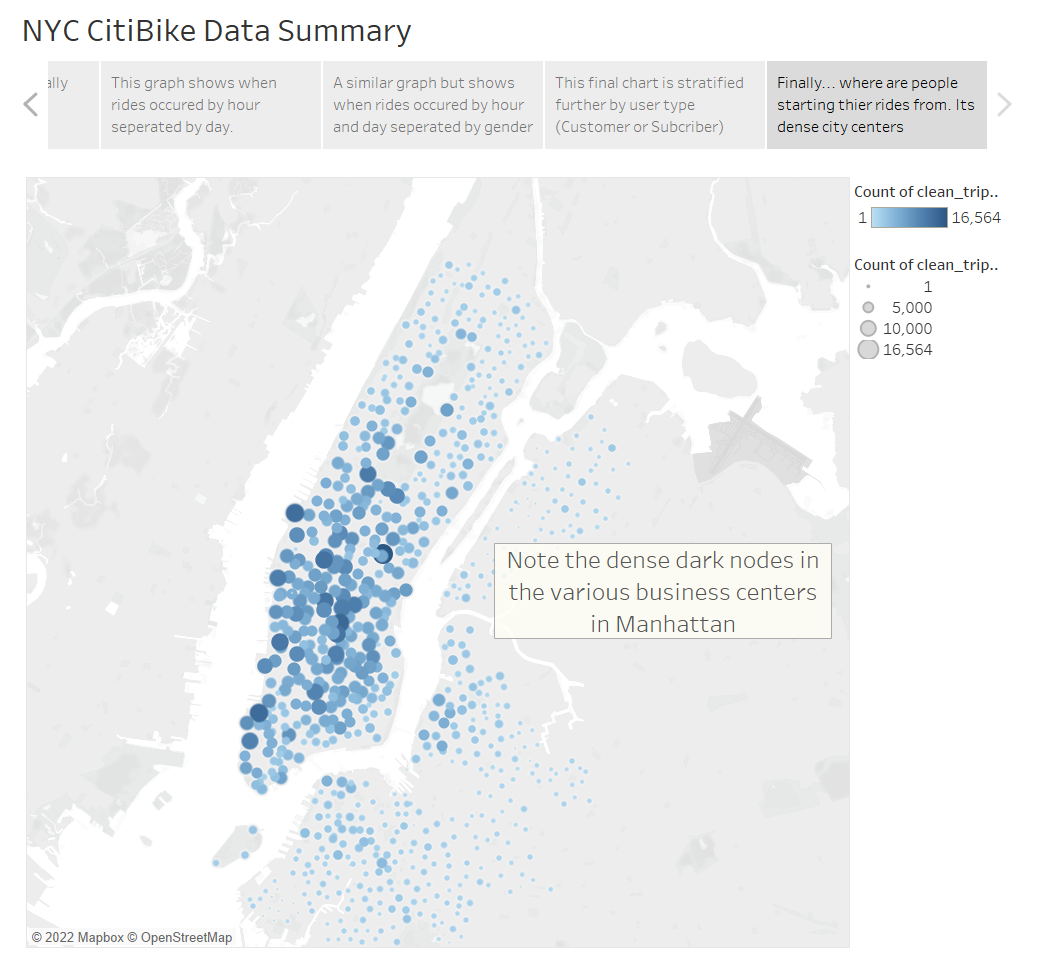 NYC CitiBike Data Summary
ally
This graph shows when
rides occured by hour
seperated by day.
A similar graph but shows
when rides occured by hour
and day seperated by gender
This final chart is stratified
further by user type
(Customer or Subcriber)
Finally... where are people
starting thier rides from. Its
dense city centers
Count of clean_trip..
1 16,564
Count of clean_trip..
1
5,000
10,000
16,564
Note the dense dark nodes in
the various business centers
in Manhattan
© 2022 Mapbox © OpenStreetMap